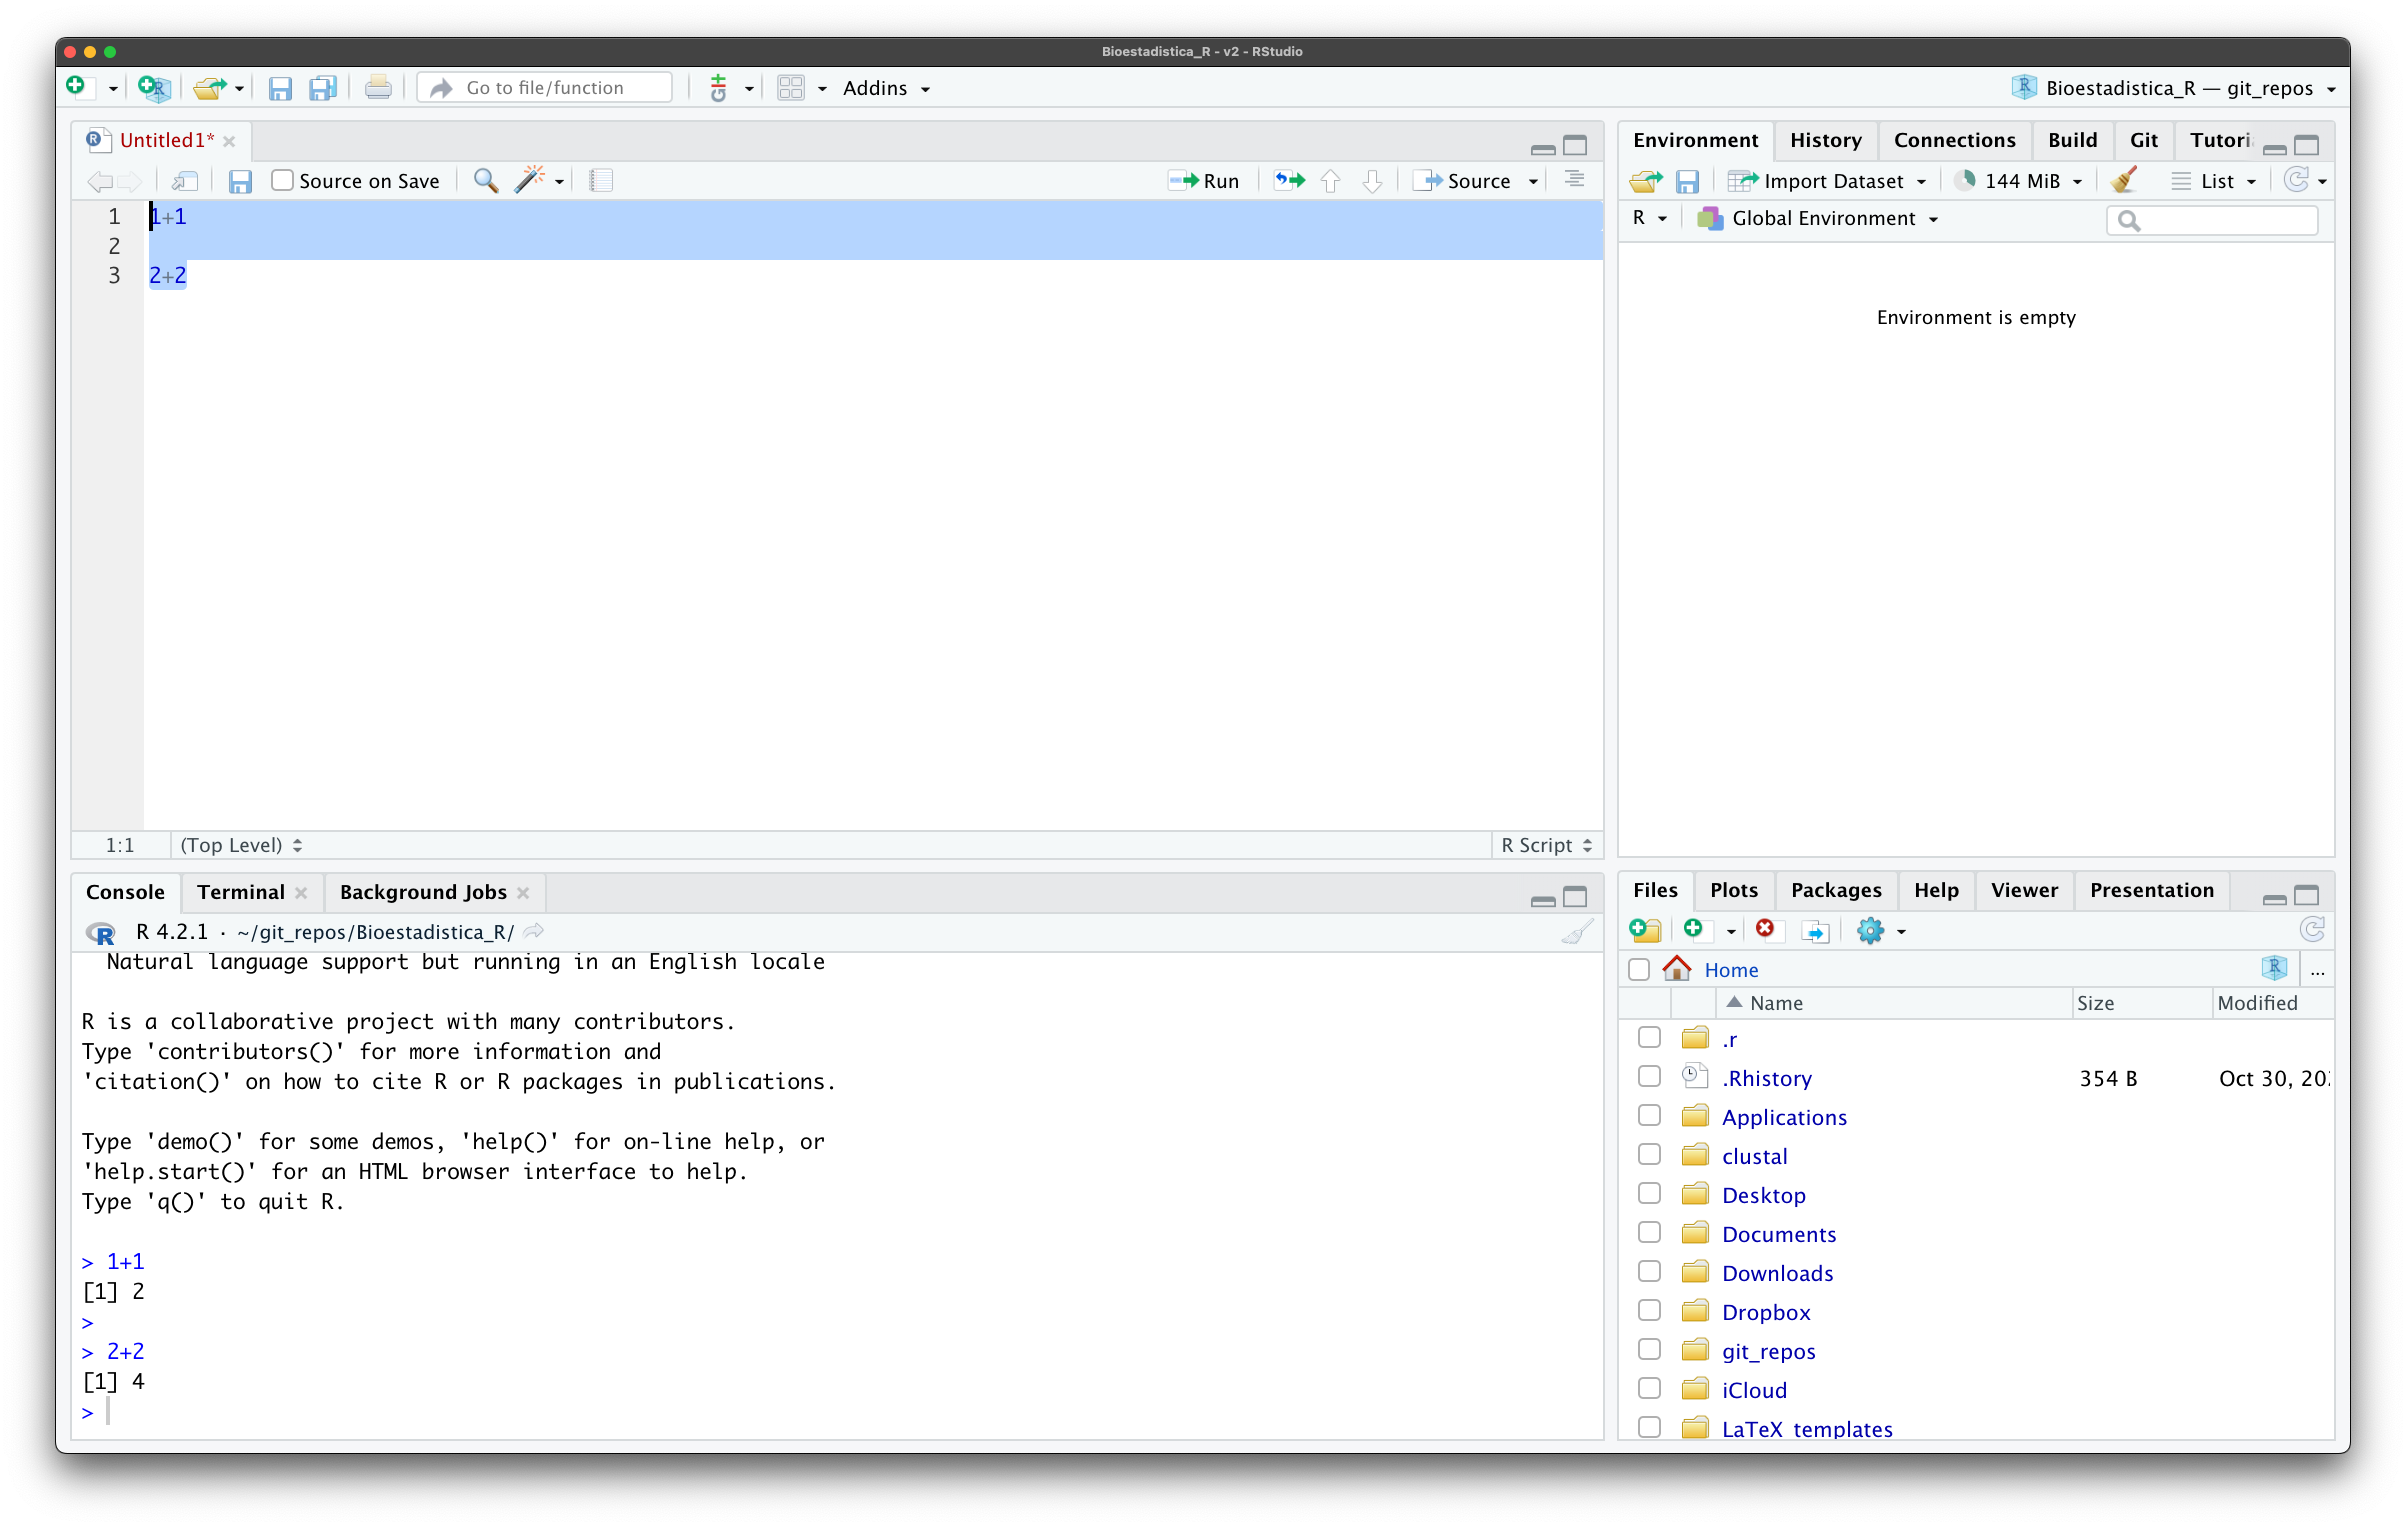 Bioestadistica_R - v2 - RStudio
Go to file/function
Git
Addins
Bioestadistica_R — git_repos
Untitled1*
Source on Save
Run
Source
1 1+1
2
3 2+2
1:1 (Top Level) R Script
Environment History Connections Build Git
Import Dataset 144 MiB List
R Global Environment
Environment is empty
Console Terminal Background Jobs
R 4.2.1 · ~/git_repos/Bioestadistica_R/
Natural language support but running in an English locale
R is a collaborative project with many contributors.
Type 'contributors()' for more information and
'citation()' on how to cite R or R packages in publications.
Type 'demo()' for some demos, 'help()' for on-line help, or
'help.start()' for an HTML browser interface to help.
Type 'q()' to quit R.
> 1+1
[1] 2
>
> 2+2
[1] 4
>
Files Plots Packages Help Viewer Presentation
Home ...
Name Size Modified
.r
.Rhistory 354 B Oct 30,
Applications
clustal
Desktop
Documents
Downloads
Dropbox
git_repos
iCloud
LaTeX_templates